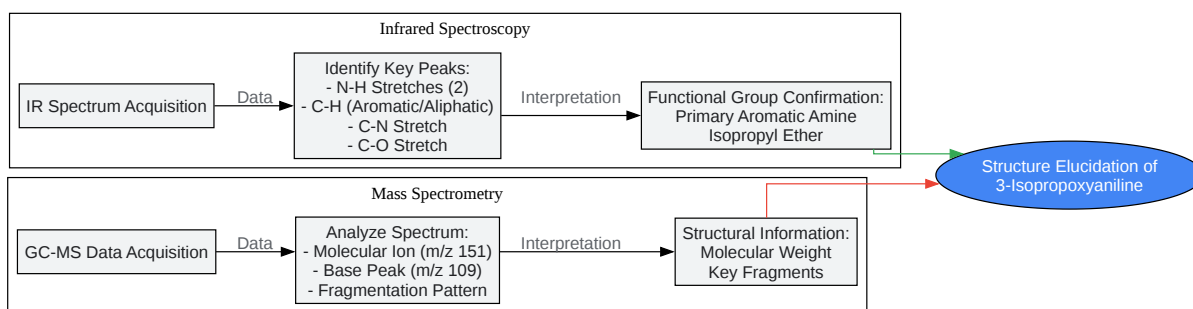 Infrared Spectroscopy
IR Spectrum Acquisition
Data
Identify Key Peaks:
- N-H Stretches (2)
- C-H (Aromatic/Aliphatic)
- C-N Stretch
- C-O Stretch
Interpretation
Functional Group Confirmation:
Primary Aromatic Amine
Isopropyl Ether
Structure Elucidation of
3-Isopropoxyaniline
Mass Spectrometry
GC-MS Data Acquisition
Data
Analyze Spectrum:
- Molecular Ion (m/z 151)
- Base Peak (m/z 109)
- Fragmentation Pattern
Interpretation
Structural Information:
Molecular Weight
Key Fragments